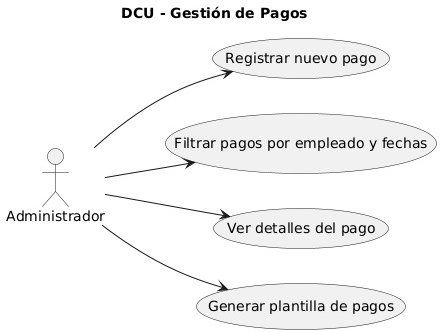 DCU - Gestión de Pagos
Registrar nuevo pago
Filtrar pagos por empleado y fechas
Administrador
Ver detalles del pago
Generar plantilla de pagos